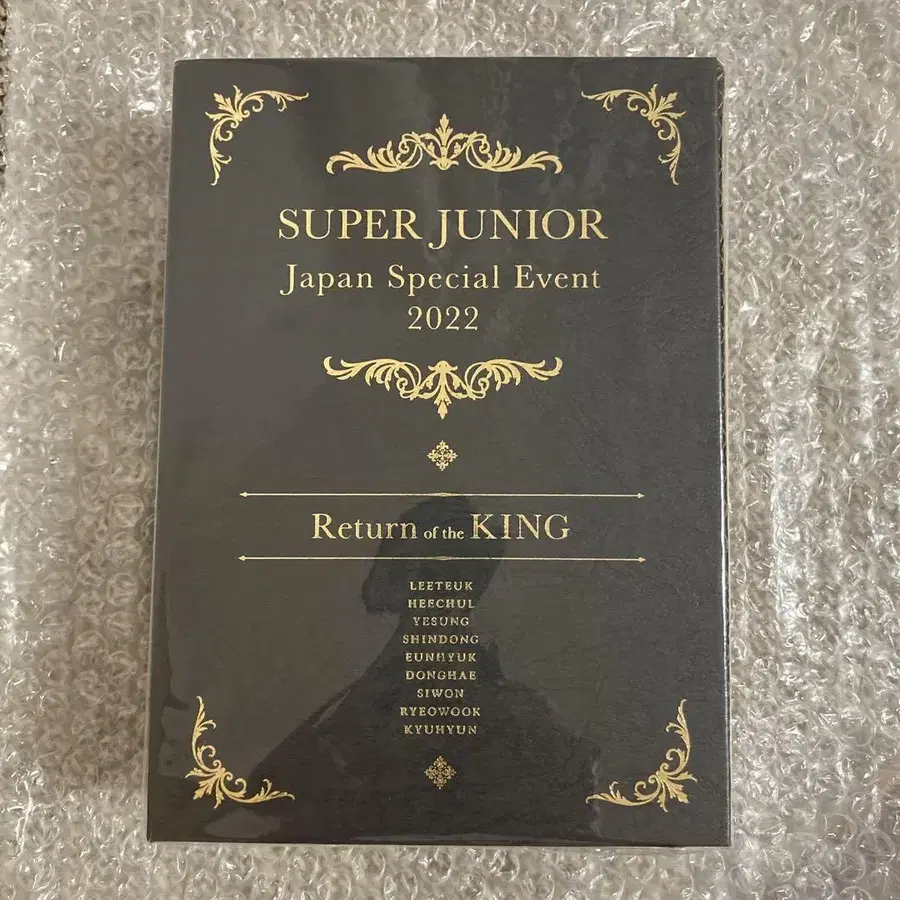 SUPER JUNIOR
Japan Special Event
2022
Return of the KING
LEETEUK
HEECHUL
YESUNG
SHINDONG
EUNHYUK
DONGHAE
SIWON
RYEOWOOK
KYUHYUN